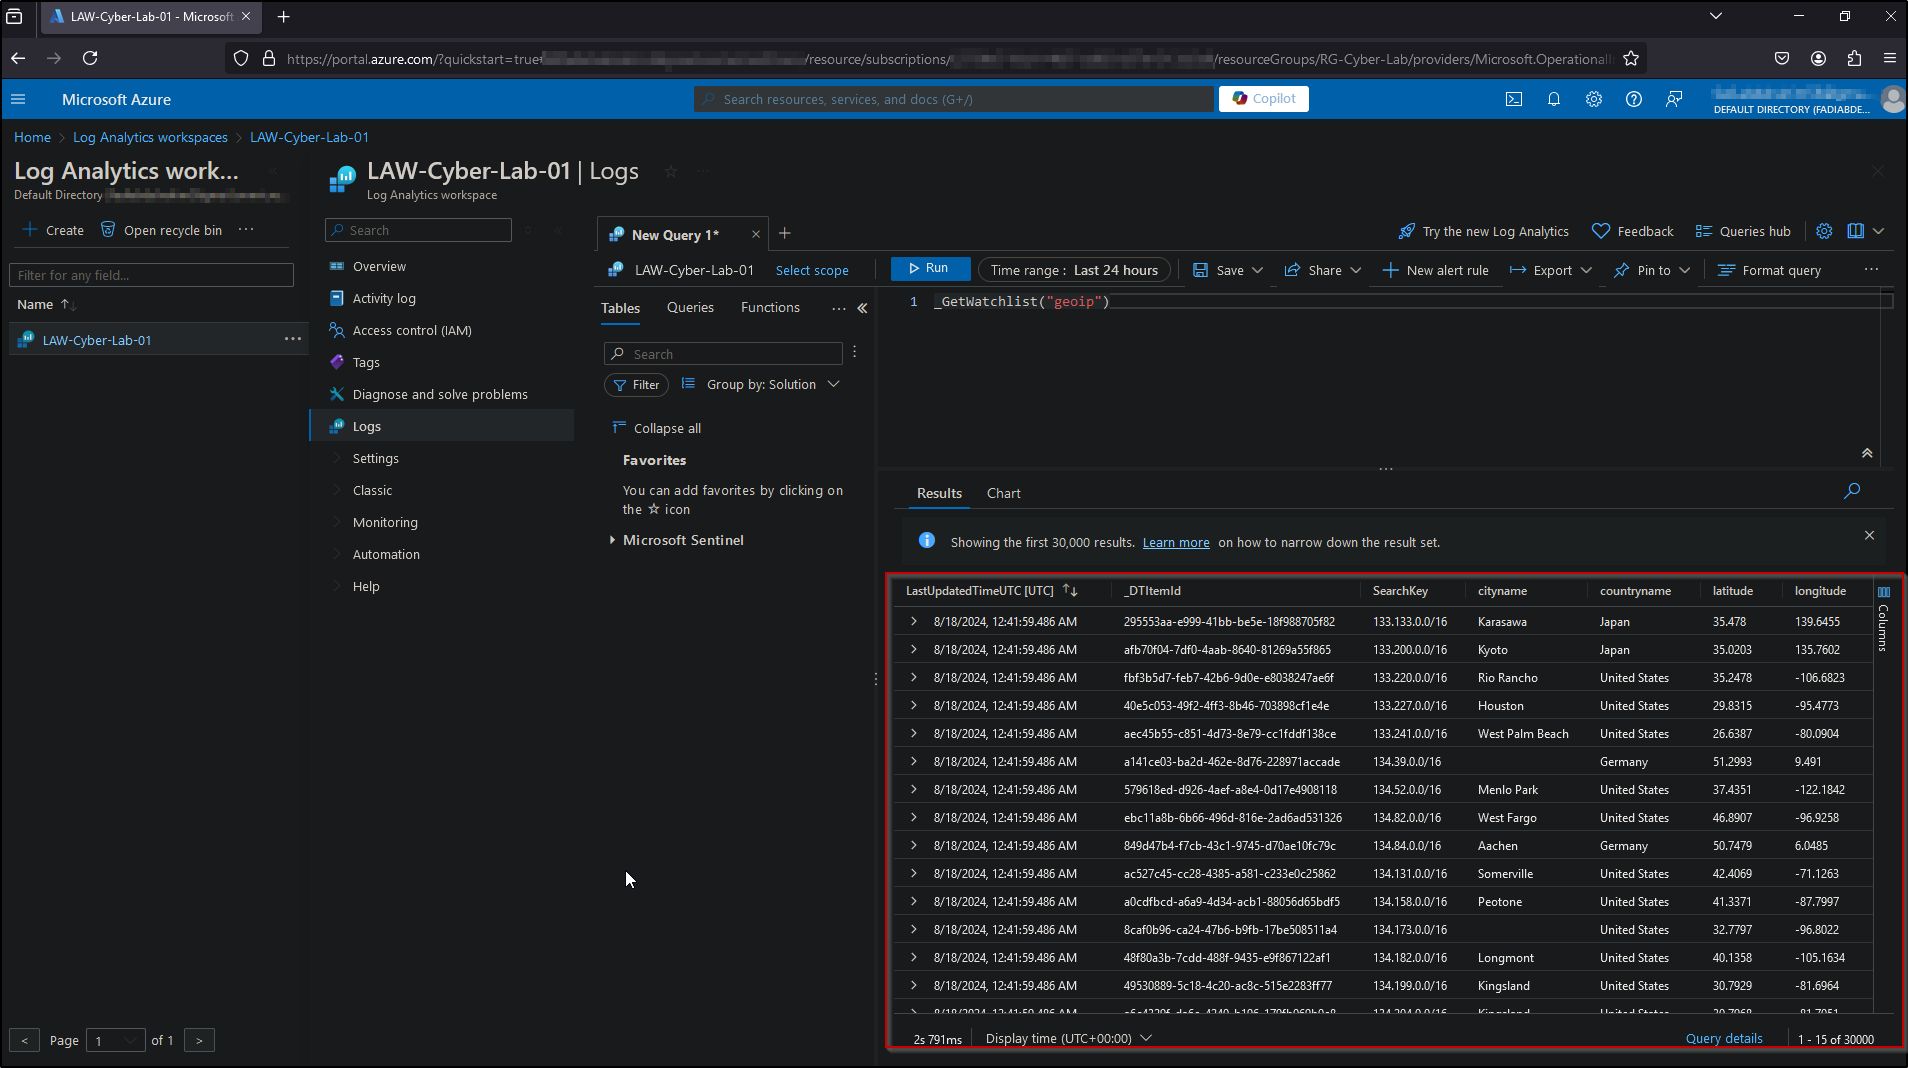 LAW-Cyber-Lab-01 - Microsoft
https://portal.azure.com/?quickstart=true /resource/subscriptions/ /resourceGroups/RG-Cyber-Lab/providers/Microsoft.OperationalI
Microsoft Azure
Search resources, services, and docs (G+/)
Copilot
DEFAULT DIRECTORY (FADIABDE...
Home > Log Analytics workspaces > LAW-Cyber-Lab-01
Log Analytics work...
Default Directory
Create
Open recycle bin
...
Filter for any field...
Name
LAW-Cyber-Lab-01
...
< Page 1 of 1 >
LAW-Cyber-Lab-01 | Logs
Log Analytics workspace
Search
Overview
Activity log
Access control (IAM)
Tags
Diagnose and solve problems
Logs
Settings
Classic
Monitoring
Automation
Help
New Query 1*
Try the new Log Analytics
Feedback
Queries hub
LAW-Cyber-Lab-01
Select scope
Run
Time range : Last 24 hours
Save
Share
New alert rule
Export
Pin to
Format query
...
Tables
Queries
Functions
...
Search
Filter
Group by: Solution
Collapse all
Favorites
You can add favorites by clicking on
the ☆ icon
Microsoft Sentinel
1 _GetWatchlist("geoip")
Results
Chart
Showing the first 30,000 results. Learn more on how to narrow down the result set.
LastUpdatedTimeUTC [UTC] _DTItemId SearchKey cityname countryname latitude longitude
8/18/2024, 12:41:59.486 AM 295553aa-e999-41bb-be5e-18f988705f82 133.133.0.0/16 Karasawa Japan 35.478 139.6455
8/18/2024, 12:41:59.486 AM afb70f04-7df0-4aab-8640-81269a55f865 133.200.0.0/16 Kyoto Japan 35.0203 135.7602
8/18/2024, 12:41:59.486 AM fbf3b5d7-feb7-42b6-9d0e-e8038247ae6f 133.220.0.0/16 Rio Rancho United States 35.2478 -106.6823
8/18/2024, 12:41:59.486 AM 40e5c053-49f2-4ff3-8b46-703898cf1e4e 133.227.0.0/16 Houston United States 29.8315 -95.4773
8/18/2024, 12:41:59.486 AM aec45b55-c851-4d73-8e79-cc1fddf138ce 133.241.0.0/16 West Palm Beach United States 26.6387 -80.0904
8/18/2024, 12:41:59.486 AM a141ce03-ba2d-462e-8d76-228971accade 134.39.0.0/16 Germany 51.2993 9.491
8/18/2024, 12:41:59.486 AM 579618ed-d926-4aef-a8e4-0d17e4908118 134.52.0.0/16 Menlo Park United States 37.4351 -122.1842
8/18/2024, 12:41:59.486 AM ebc11a8b-6b66-496d-816e-2ad6ad531326 134.82.0.0/16 West Fargo United States 46.8907 -96.9258
8/18/2024, 12:41:59.486 AM 849d47b4-f7cb-43c1-9745-d70ae10fc79c 134.84.0.0/16 Aachen Germany 50.7479 6.0485
8/18/2024, 12:41:59.486 AM ac527c45-cc28-4385-a581-c233e0c25862 134.131.0.0/16 Somerville United States 42.4069 -71.1263
8/18/2024, 12:41:59.486 AM a0cdfbcd-a6a9-4d34-acb1-88056d65bdf5 134.158.0.0/16 Peotone United States 41.3371 -87.7997
8/18/2024, 12:41:59.486 AM 8caf0b96-ca24-47b6-b9fb-17be508511a4 134.173.0.0/16 United States 32.7797 -96.8022
8/18/2024, 12:41:59.486 AM 48f80a3b-7cdd-488f-9435-e9f867122af1 134.182.0.0/16 Longmont United States 40.1358 -105.1634
8/18/2024, 12:41:59.486 AM 49530889-5c18-4c20-ac8c-515e2283ff77 134.199.0.0/16 Kingsland United States 30.7929 -81.6964
Columns
2s 791ms
Display time (UTC+00:00)
Query details
1 - 15 of 30000